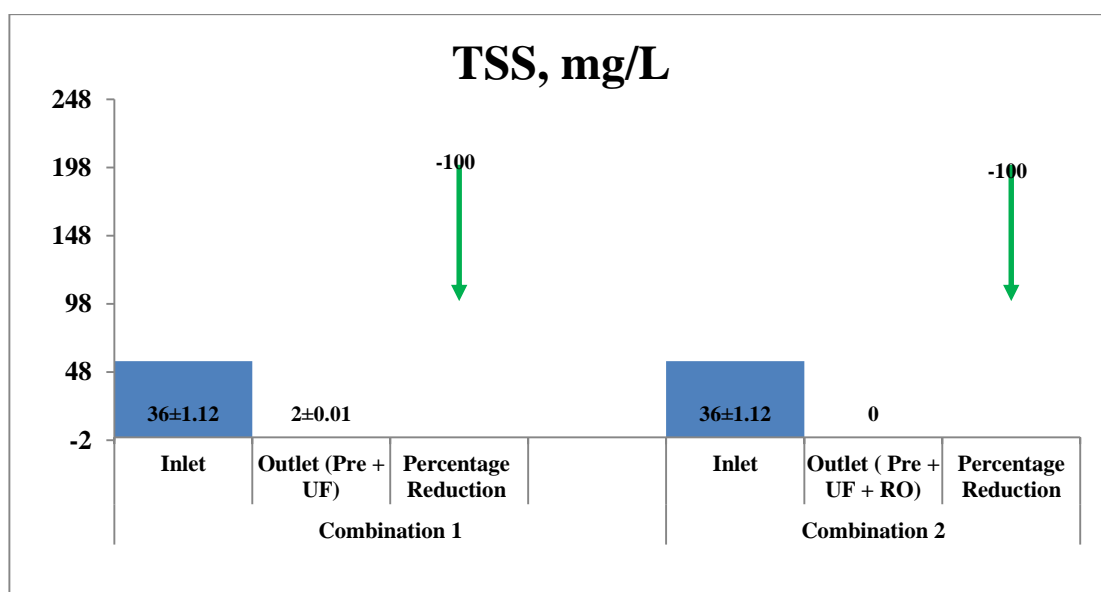 TSS, mg/L
248
198
148
98
48
-2
-100
-100
36±1.12
2±0.01
36±1.12
0
Inlet
Outlet (Pre +
UF)
Percentage
Reduction
Inlet
Outlet ( Pre +
UF + RO)
Percentage
Reduction
Combination 1
Combination 2